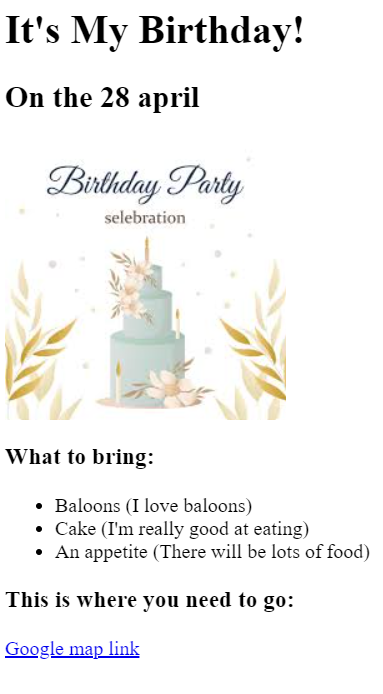 It's My Birthday!
On the 28 april
Birthday Party
selebration
What to bring:
Baloons (I love baloons)
Cake (I'm really good at eating)
An appetite (There will be lots of food)
This is where you need to go:
Google map link